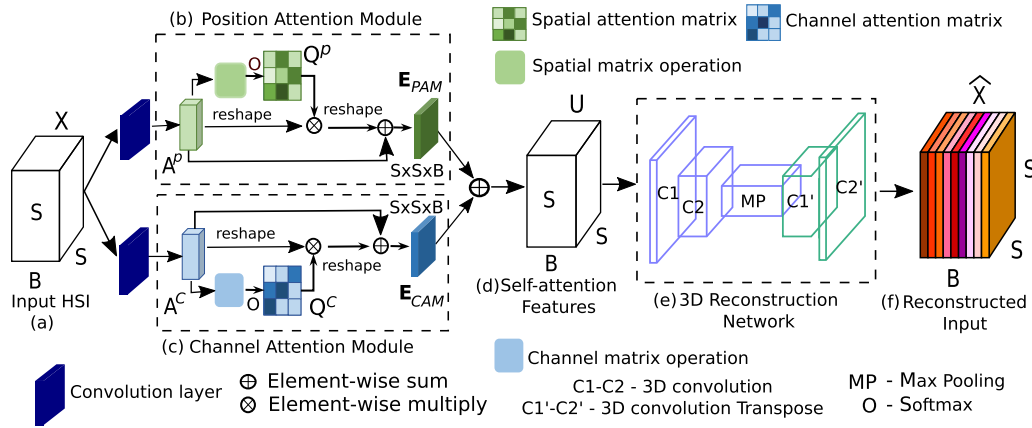 (b) Position Attention Module
Spatial attention matrix
Channel attention matrix
Spatial matrix operation
O
Q^p
reshape
reshape
A^p
E_PAM
SxSxB
X
S
S
B
Input HSI
(a)
SxSxB
reshape
reshape
O
Q^C
A^C
E_CAM
(c) Channel Attention Module
U
S
S
B
(d) Self-attention
Features
C1
C2
MP
C1'
C2'
(e) 3D Reconstruction
Network
X̂
S
S
B
(f) Reconstructed
Input
Convolution layer
⊕ Element-wise sum
⊗ Element-wise multiply
Channel matrix operation
C1-C2 - 3D convolution
C1'-C2' - 3D convolution Transpose
MP - Max Pooling
O - Softmax